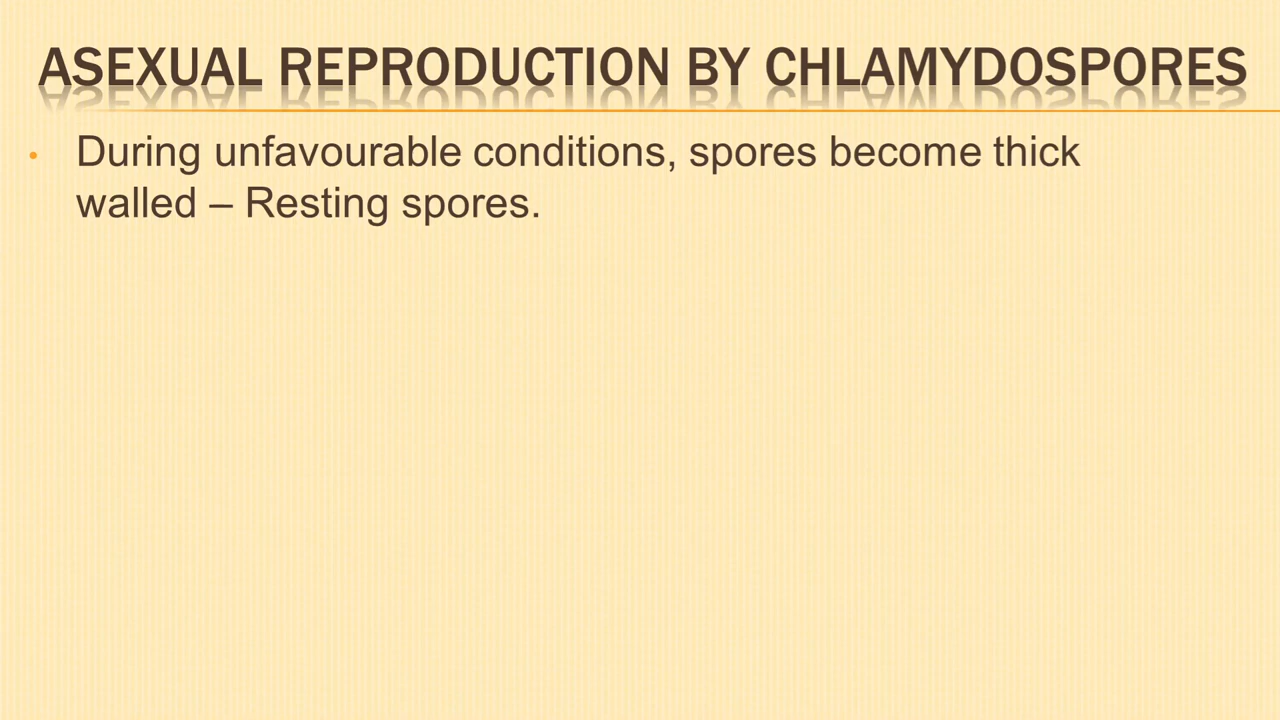 ASEXUAL REPRODUCTION BY CHLAMYDOSPORES
• During unfavourable conditions, spores become thick
walled – Resting spores.